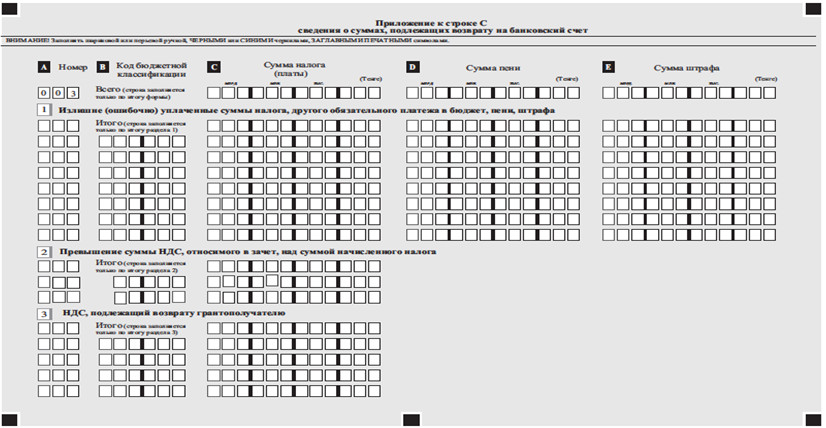 Приложение к строке С
сведения о суммах, подлежащих возврату на банковский счет
ВНИМАНИЕ! Заполнять шариковой или перьевой ручкой, ЧЕРНЫМИ или СИНИМИ чернилами, ЗАГЛАВНЫМИ ПЕЧАТНЫМИ символами.
A Номер B Код бюджетной классификации C Сумма налога (платы) D Сумма пени E Сумма штрафа
(Тенге) (Тенге) (Тенге)
млрд млн тыс. млрд млн тыс. млрд млн тыс.
0 0 3 Всего (строка заполняется только по итогу формы)
1 Излишне (ошибочно) уплаченные суммы налога, другого обязательного платежа в бюджет, пени, штрафа
Итого (строка заполняется
только по итогу раздела 1)
2 Превышение суммы НДС, относимого в зачет, над суммой начисленного налога
Итого (строка заполняется
только по итогу раздела 2)
3 НДС, подлежащий возврату грантополучателю
Итого (строка заполняется
только по итогу раздела 3)